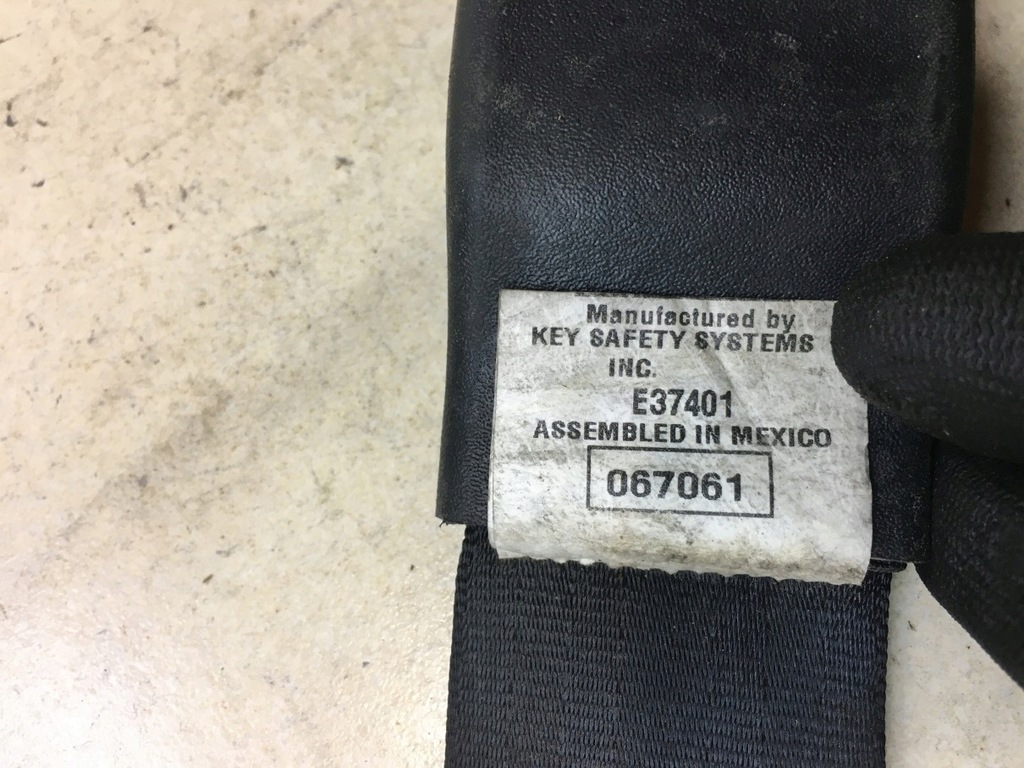 Manufactured by
KEY SAFETY SYSTEMS
INC.
E37401
ASSEMBLED IN MEXICO
067061